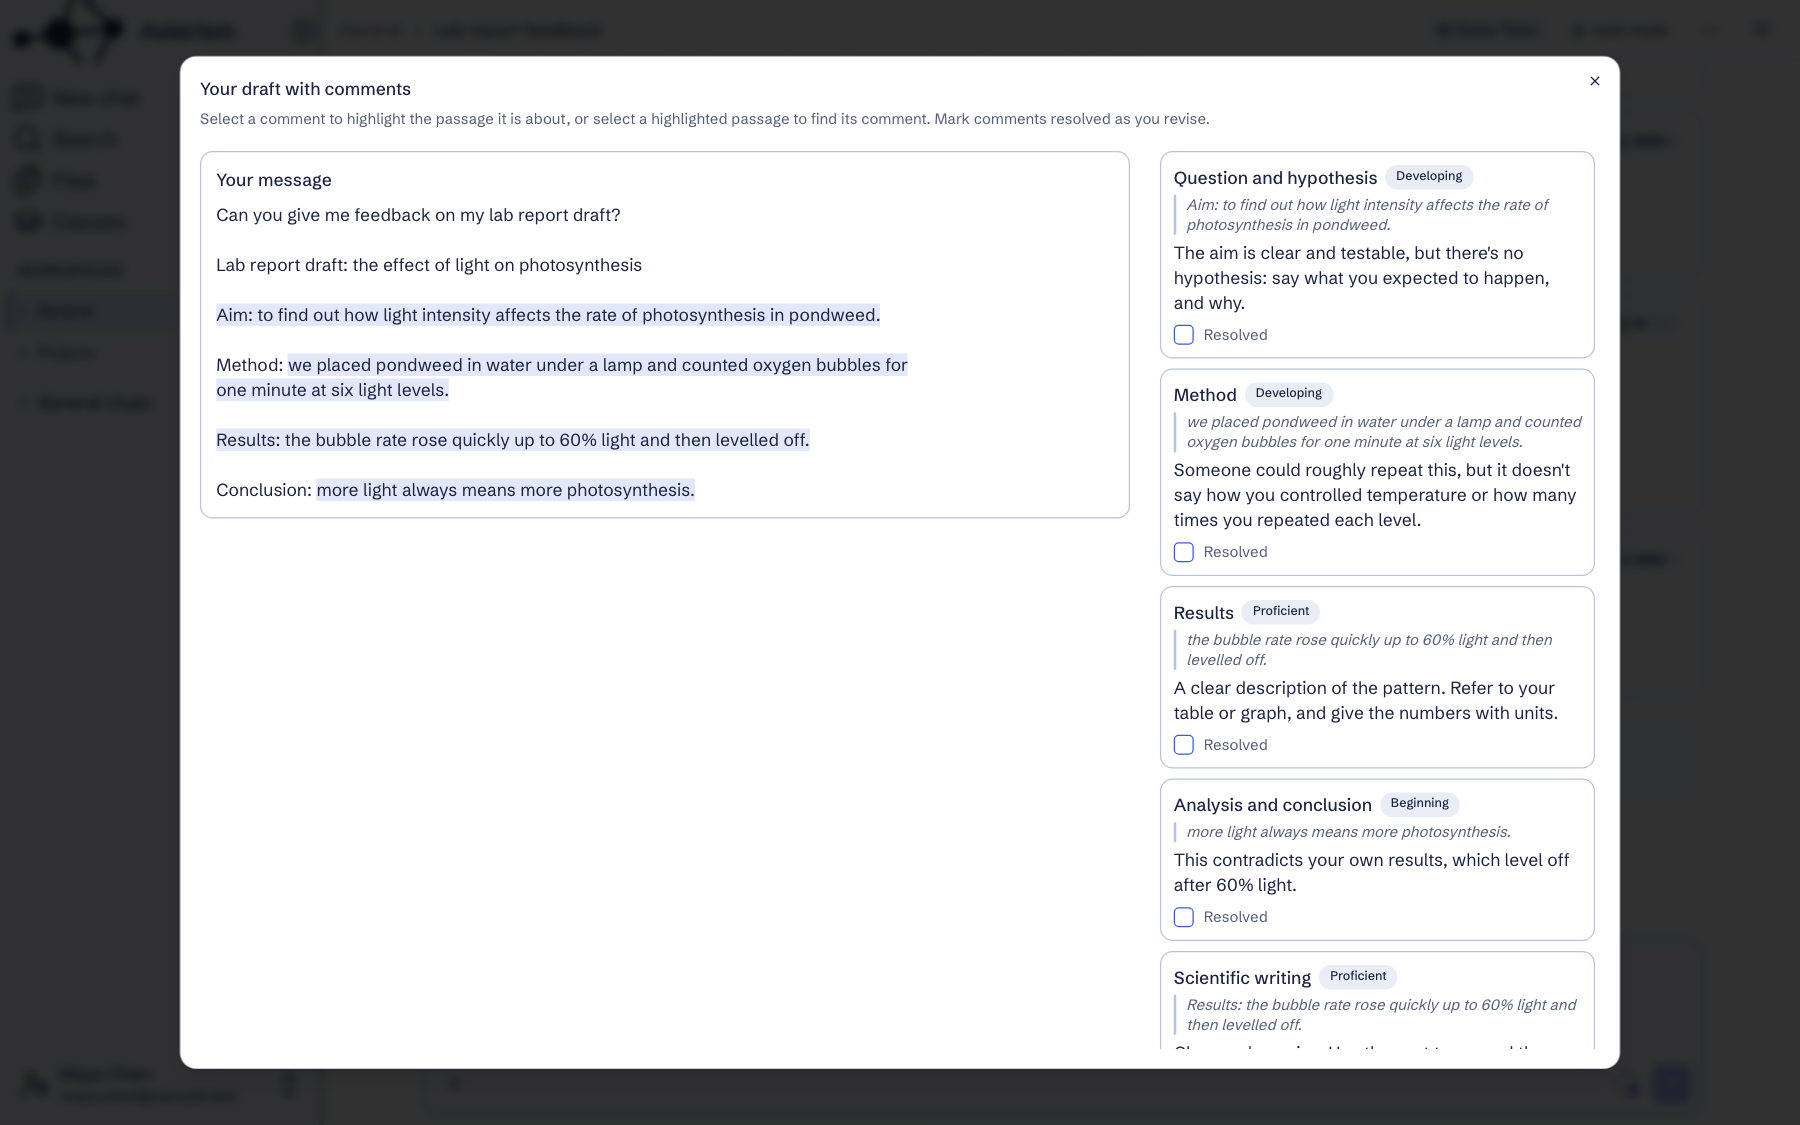 Your draft with comments
Select a comment to highlight the passage it is about, or select a highlighted passage to find its comment. Mark comments resolved as you revise.
Your message
Can you give me feedback on my lab report draft?
Lab report draft: the effect of light on photosynthesis
Aim: to find out how light intensity affects the rate of photosynthesis in pondweed.
Method: we placed pondweed in water under a lamp and counted oxygen bubbles for
one minute at six light levels.
Results: the bubble rate rose quickly up to 60% light and then levelled off.
Conclusion: more light always means more photosynthesis.
Question and hypothesis Developing
Aim: to find out how light intensity affects the rate of
photosynthesis in pondweed.
The aim is clear and testable, but there's no
hypothesis: say what you expected to happen,
and why.
Resolved
Method Developing
we placed pondweed in water under a lamp and counted
oxygen bubbles for one minute at six light levels.
Someone could roughly repeat this, but it doesn't
say how you controlled temperature or how many
times you repeated each level.
Resolved
Results Proficient
the bubble rate rose quickly up to 60% light and then
levelled off.
A clear description of the pattern. Refer to your
table or graph, and give the numbers with units.
Resolved
Analysis and conclusion Beginning
more light always means more photosynthesis.
This contradicts your own results, which level off
after 60% light.
Resolved
Scientific writing Proficient
Results: the bubble rate rose quickly up to 60% light and
then levelled off.
New chat
Search
Files
Classes